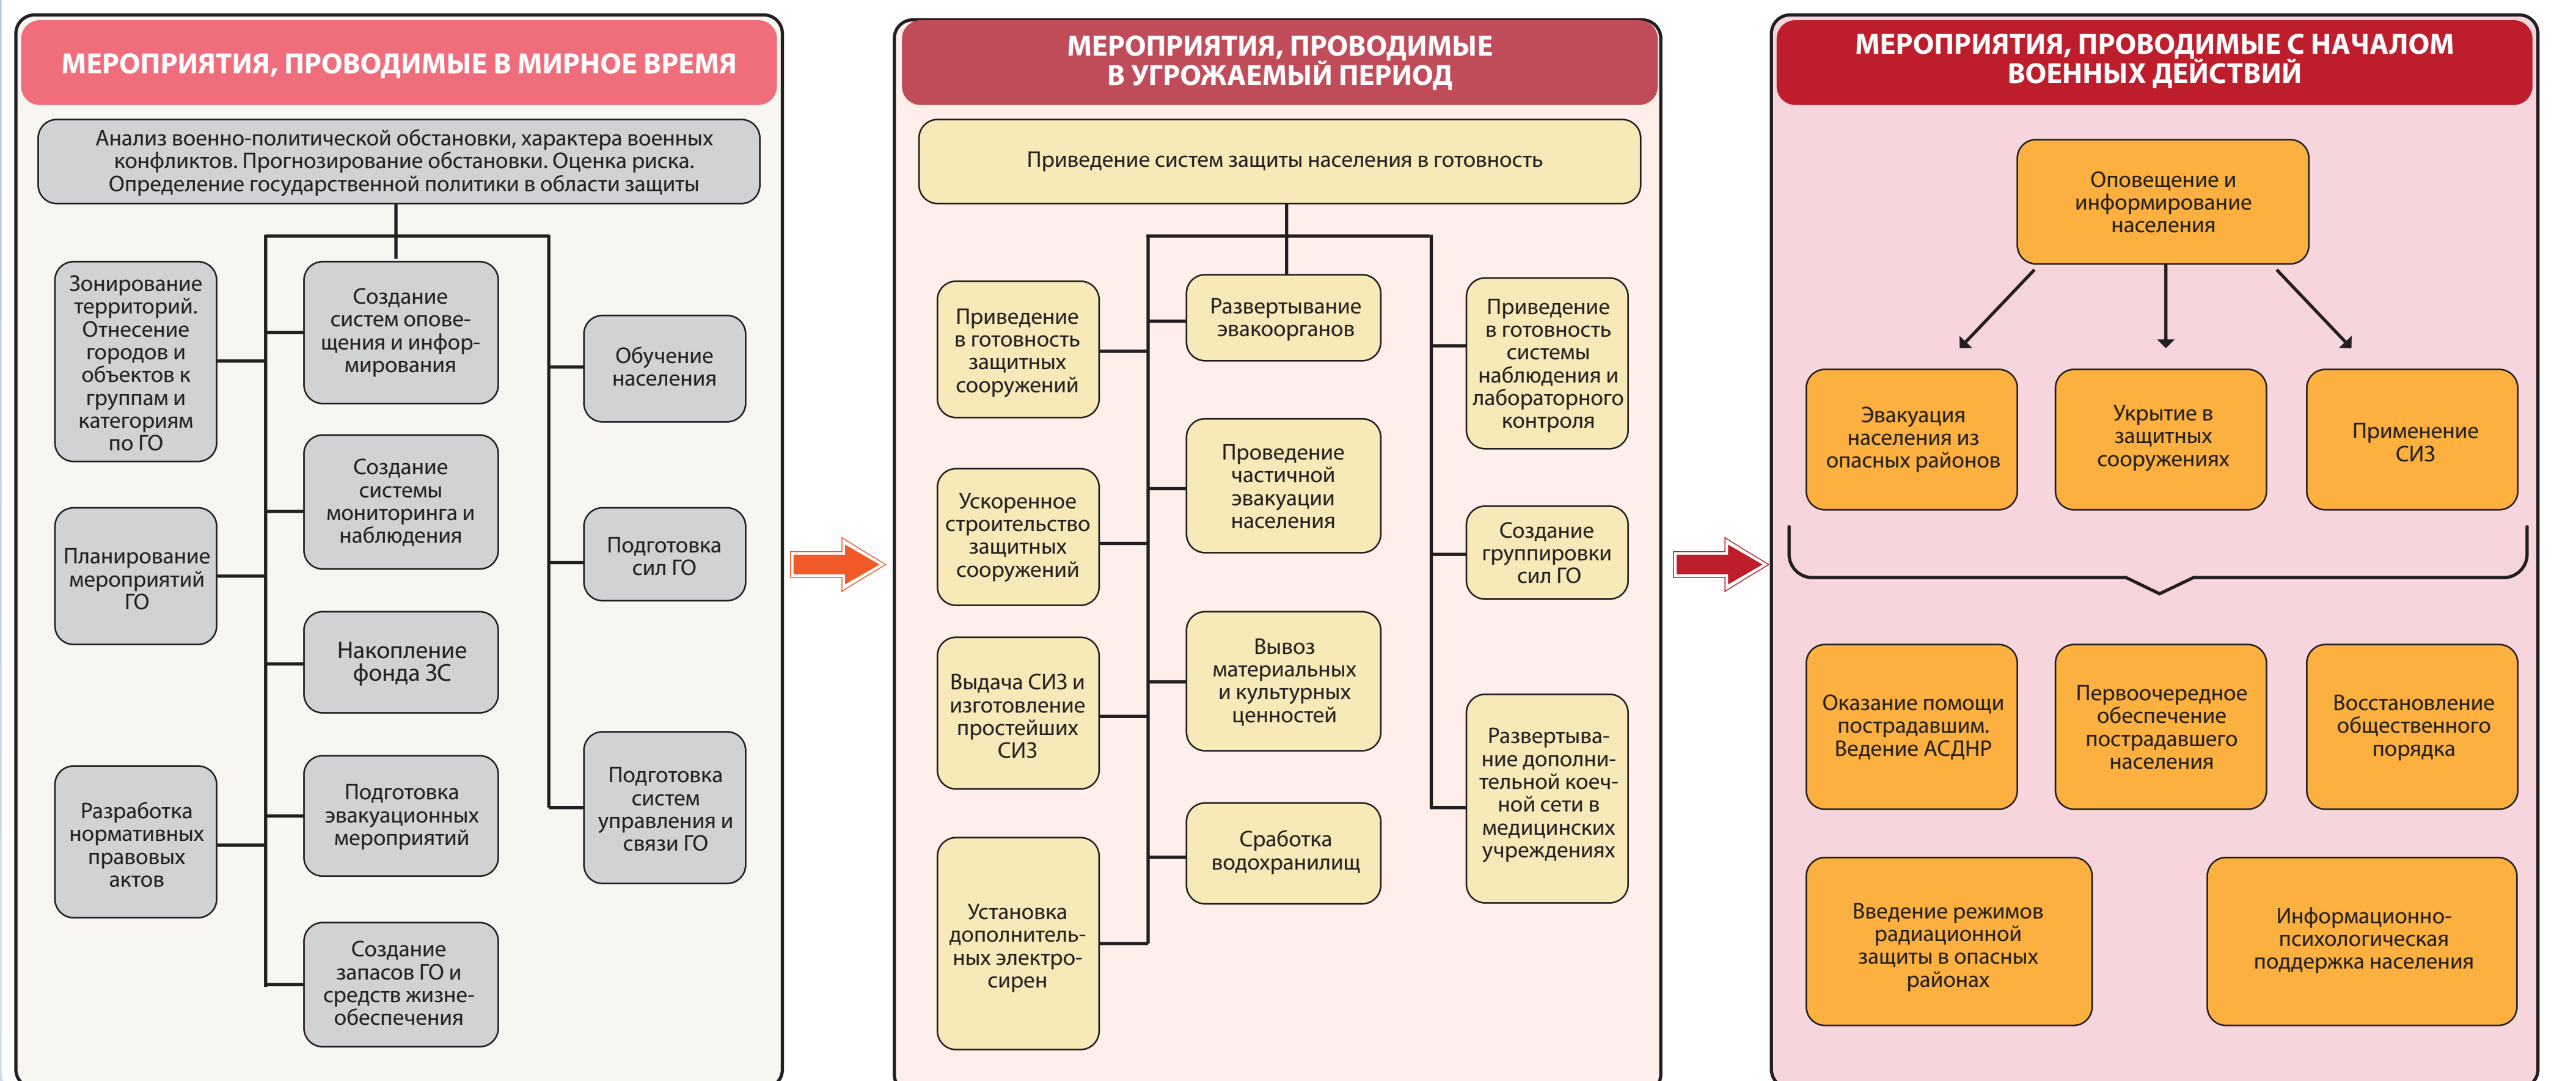 МЕРОПРИЯТИЯ, ПРОВОДИМЫЕ В МИРНОЕ ВРЕМЯ
Анализ военно-политической обстановки, характера военных
конфликтов. Прогнозирование обстановки. Оценка риска.
Определение государственной политики в области защиты
Зонирование
территорий.
Отнесение
городов и
объектов к
группам и
категориям
по ГО
Планирование
мероприятий
ГО
Разработка
нормативных
правовых
актов
Создание
систем опове-
щения и инфор-
мирования
Создание
системы
мониторинга и
наблюдения
Накопление
фонда ЗС
Подготовка
эвакуационных
мероприятий
Создание
запасов ГО и
средств жизне-
обеспечения
Обучение
населения
Подготовка
сил ГО
Подготовка
систем
управления и
связи ГО
МЕРОПРИЯТИЯ, ПРОВОДИМЫЕ
В УГРОЖАЕМЫЙ ПЕРИОД
Приведение систем защиты населения в готовность
Приведение
в готовность
защитных
сооружений
Ускоренное
строительство
защитных
сооружений
Выдача СИЗ и
изготовление
простейших
СИЗ
Установка
дополнитель-
ных электро-
сирен
Развертывание
эвакоорганов
Проведение
частичной
эвакуации
населения
Вывоз
материальных
и культурных
ценностей
Сработка
водохранилищ
Приведение
в готовность
системы
наблюдения и
лабораторного
контроля
Создание
группировки
сил ГО
Развертыва-
ние дополни-
тельной коеч-
ной сети в
медицинских
учреждениях
МЕРОПРИЯТИЯ, ПРОВОДИМЫЕ С НАЧАЛОМ
ВОЕННЫХ ДЕЙСТВИЙ
Оповещение и
информирование
населения
Эвакуация
населения из
опасных районов
Укрытие в
защитных
сооружениях
Применение
СИЗ
Оказание помощи
пострадавшим.
Ведение АСДНР
Первоочередное
обеспечение
пострадавшего
населения
Восстановление
общественного
порядка
Введение режимов
радиационной
защиты в опасных
районах
Информационно-
психологическая
поддержка населения